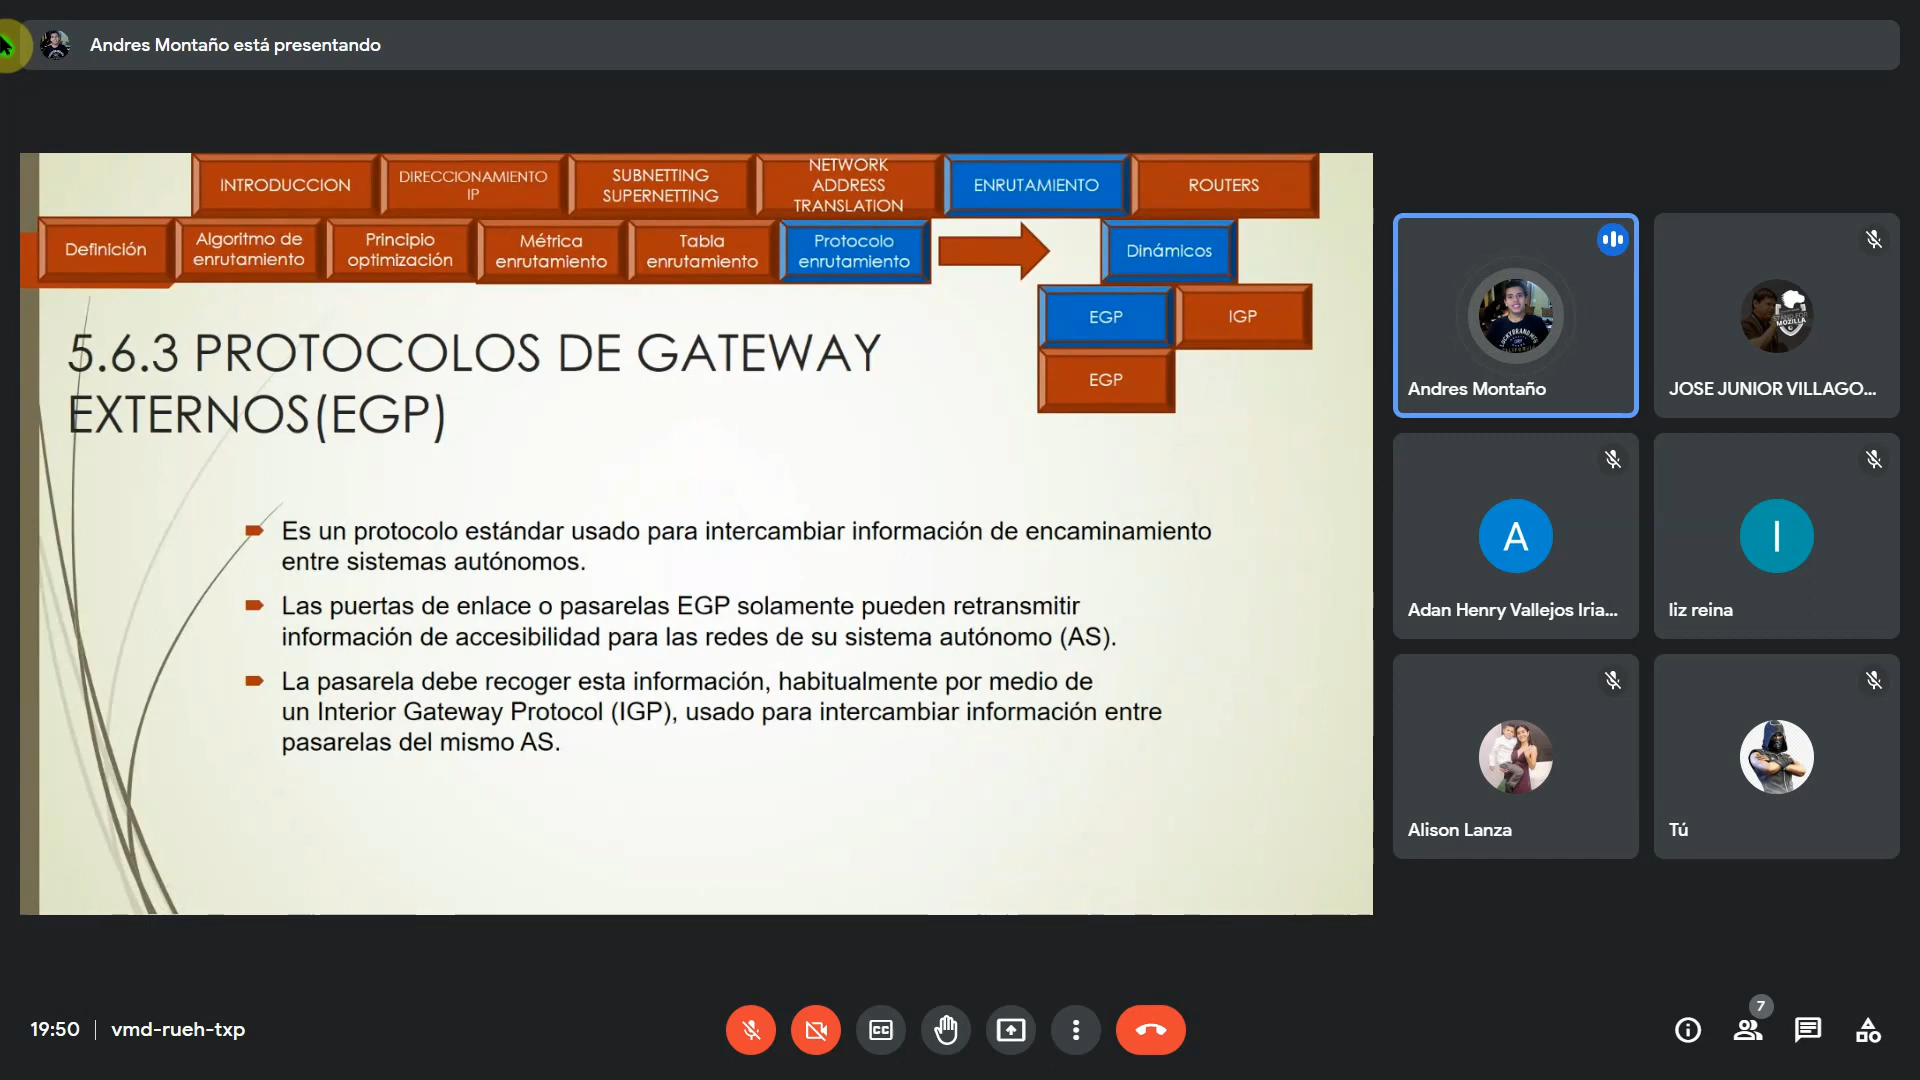 Andres Montaño está presentando
INTRODUCCION
DIRECCIONAMIENTO
IP
SUBNETTING
SUPERNETTING
NETWORK
ADDRESS
TRANSLATION
ENRUTAMIENTO
ROUTERS
Definición
Algoritmo de
enrutamiento
Principio
optimización
Métrica
enrutamiento
Tabla
enrutamiento
Protocolo
enrutamiento
Dinámicos
EGP
IGP
EGP
5.6.3 PROTOCOLOS DE GATEWAY
EXTERNOS(EGP)
Es un protocolo estándar usado para intercambiar información de encaminamiento
entre sistemas autónomos.
Las puertas de enlace o pasarelas EGP solamente pueden retransmitir
información de accesibilidad para las redes de su sistema autónomo (AS).
La pasarela debe recoger esta información, habitualmente por medio de
un Interior Gateway Protocol (IGP), usado para intercambiar información entre
pasarelas del mismo AS.
Andres Montaño
JOSE JUNIOR VILLAGO...
A
Adan Henry Vallejos Iria...
l
liz reina
Alison Lanza
Tú
19:50 | vmd-rueh-txp
CC
7